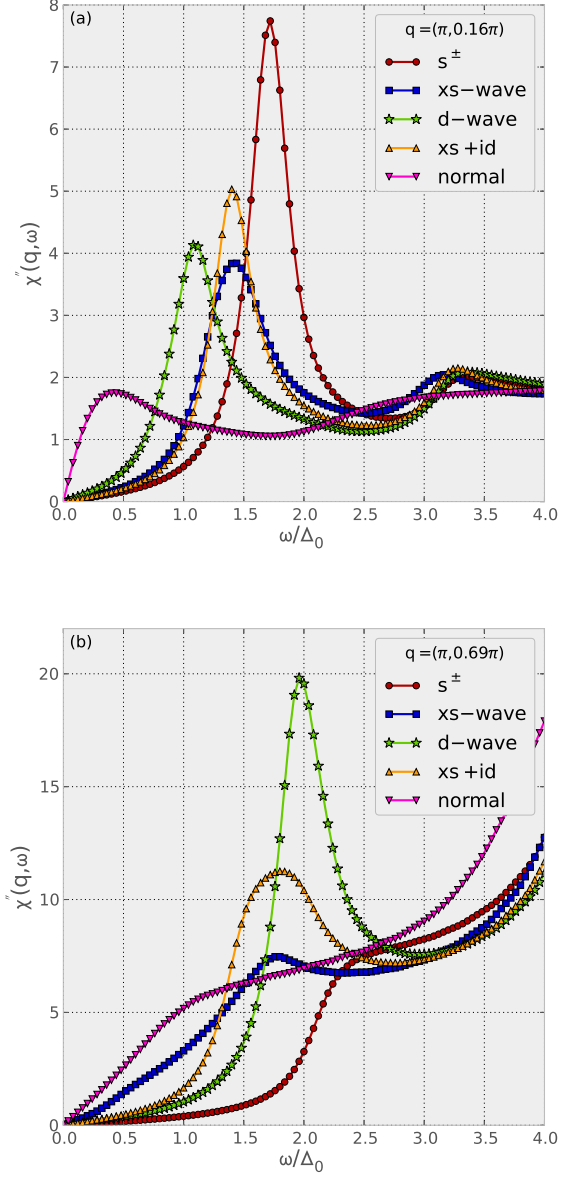 (a)
q=(π,0.16π)
s±
xs−wave
d−wave
xs+id
normal
8
7
6
5
4
3
2
1
0
χ″(q,ω)
0.0 0.5 1.0 1.5 2.0 2.5 3.0 3.5 4.0
ω/Δ0
(b)
q=(π,0.69π)
s±
xs−wave
d−wave
xs+id
normal
20
15
10
5
0
χ″(q,ω)
0.0 0.5 1.0 1.5 2.0 2.5 3.0 3.5 4.0
ω/Δ0